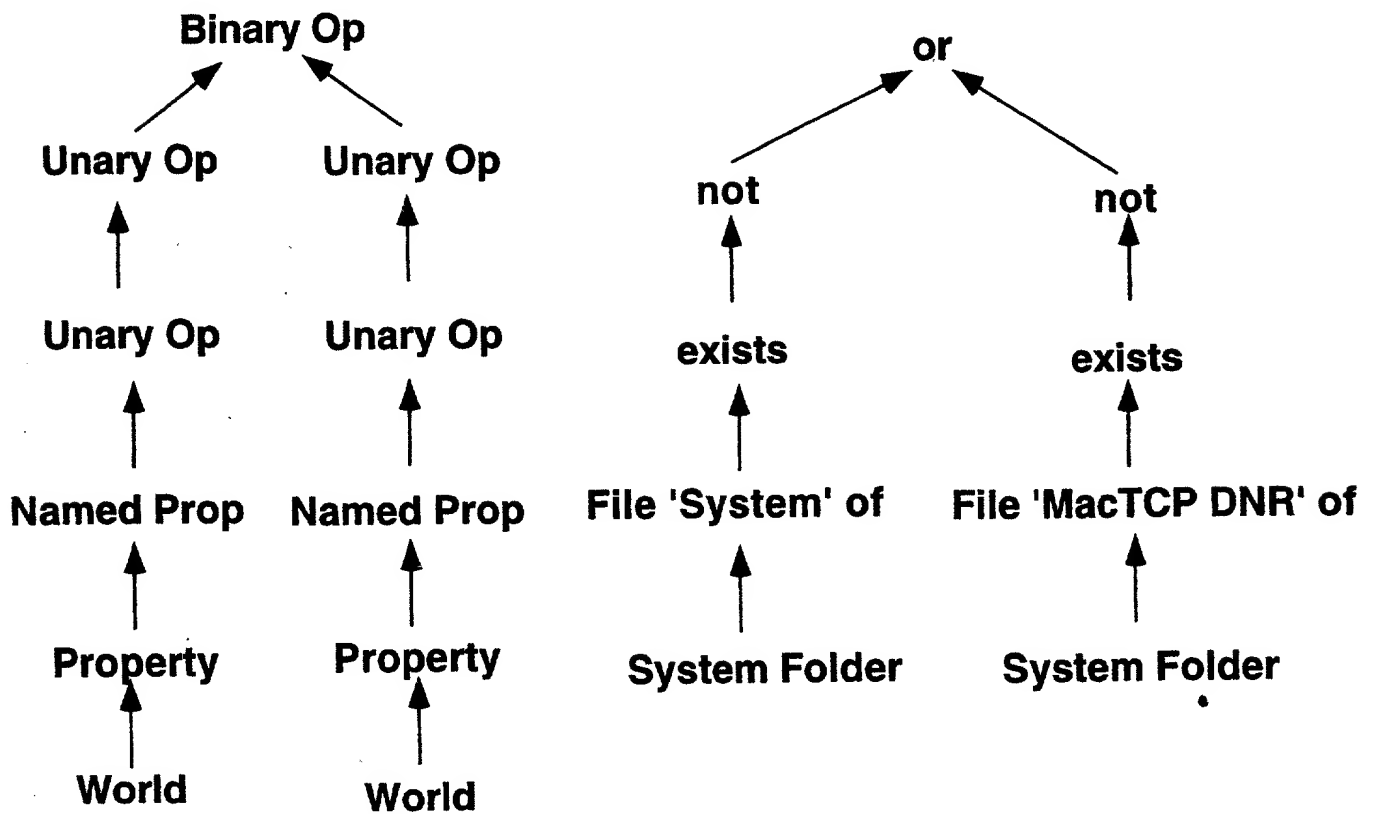 Binary Op
or
Unary Op Unary Op
not
not
Unary Op Unary Op
exists
exists
Named Prop Named Prop
File 'System' of
File 'MacTCP DNR' of
Property Property
System Folder
System Folder
World World